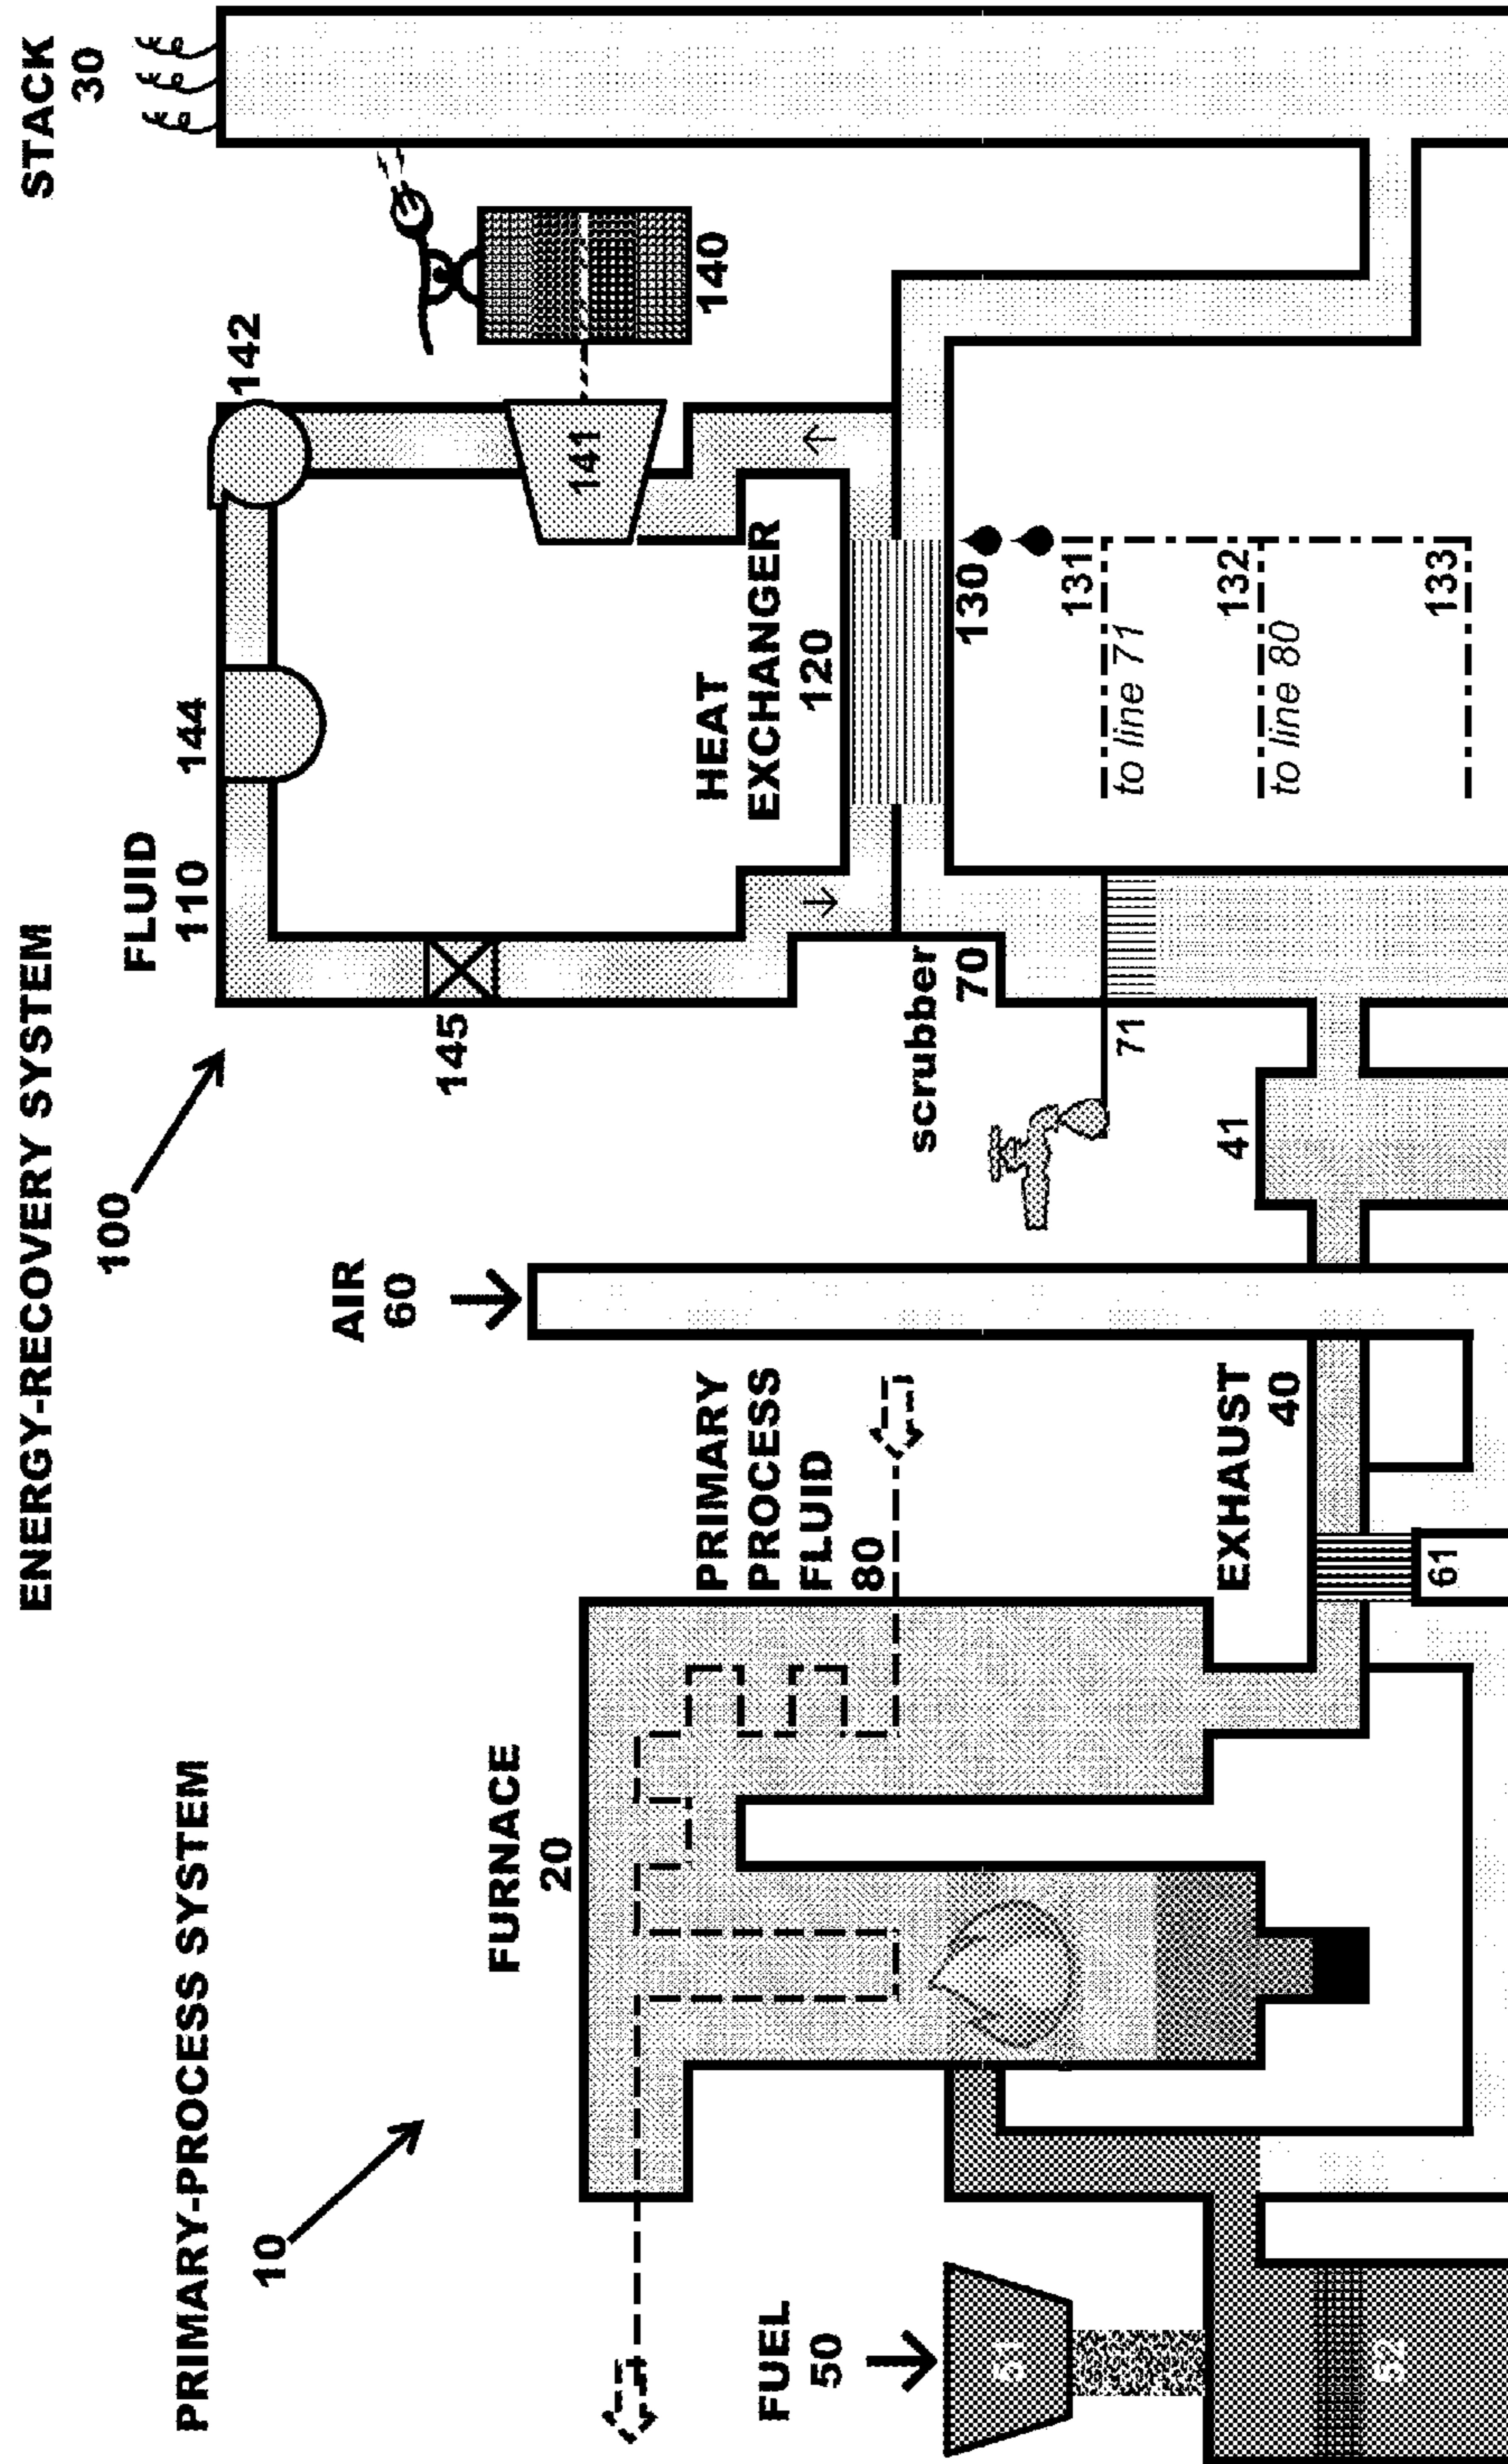 PRIMARY-PROCESS SYSTEM
10
ENERGY-RECOVERY SYSTEM
100
STACK
30
FUEL
50
51
52
FURNACE
20
PRIMARY
PROCESS
FLUID
80
EXHAUST
40
61
AIR
60
41
scrubber
70
71
FLUID
110
144
142
145
141
140
HEAT
EXCHANGER
120
130
131
to line 71
132
to line 80
133